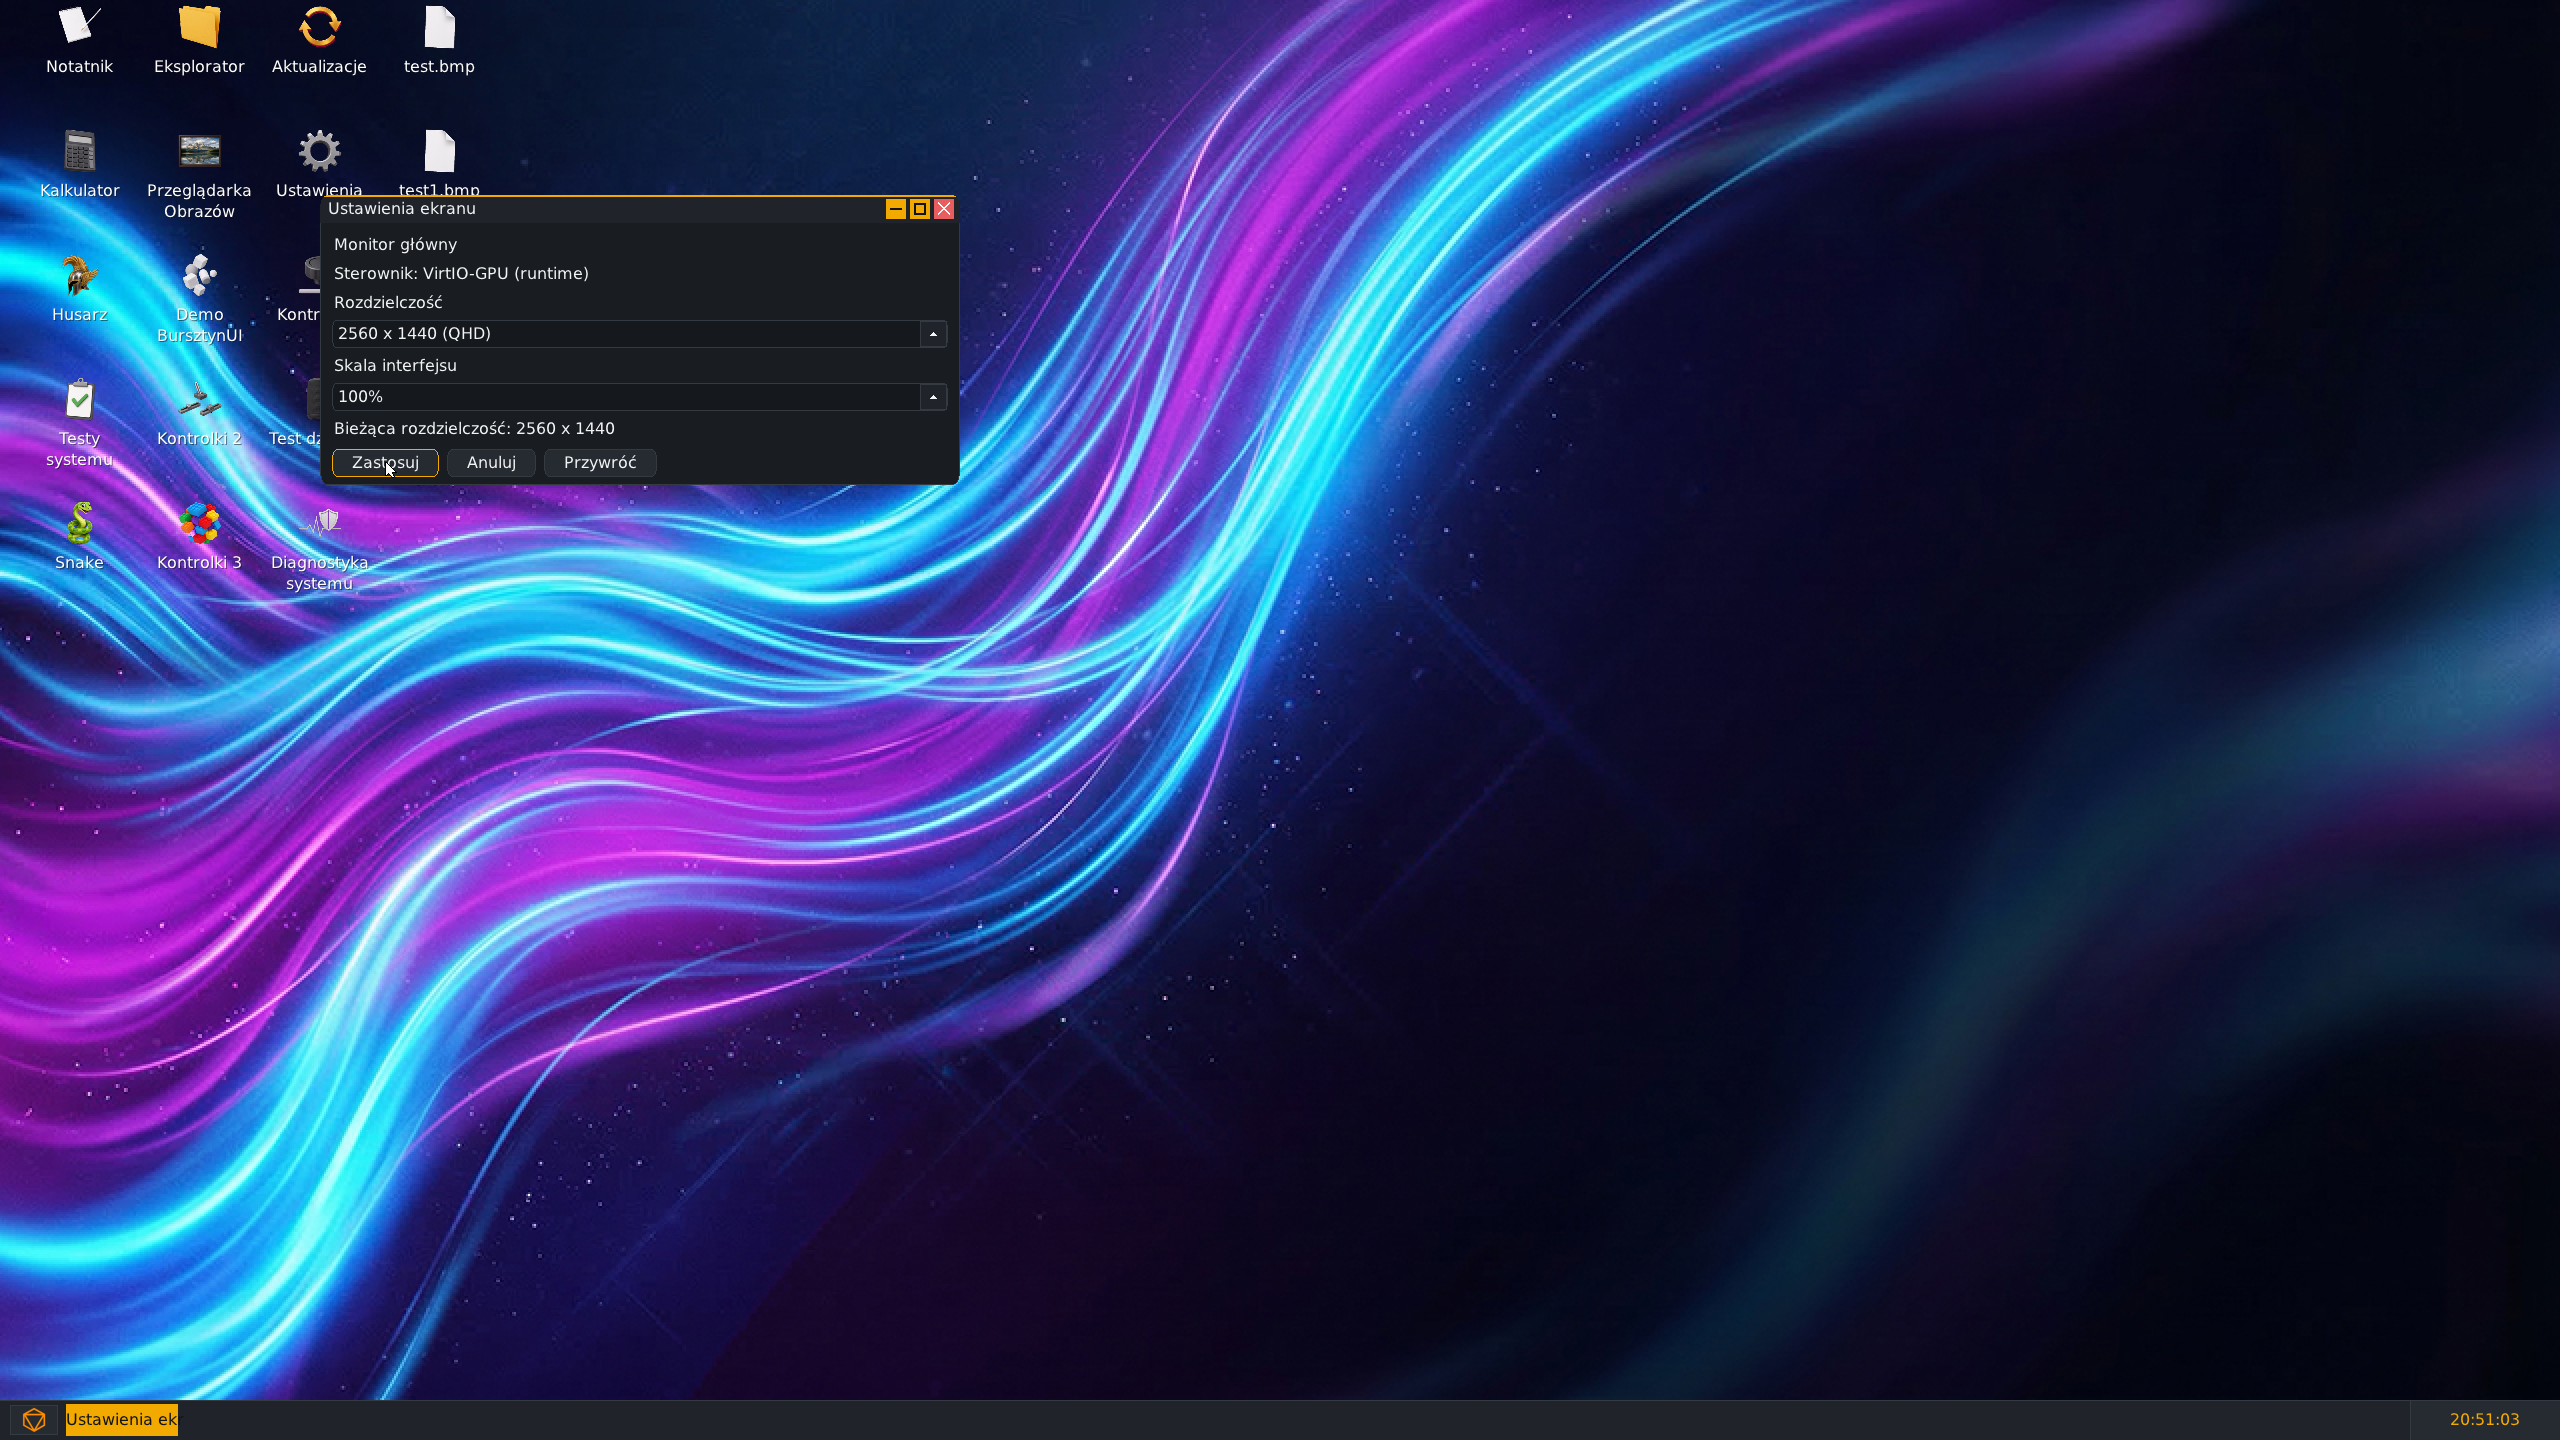 Notatnik
Eksplorator
Aktualizacje
test.bmp
Kalkulator
Przeglądarka
Obrazów
Ustawienia
test1.bmp
Ustawienia ekranu
Monitor główny
Sterownik: VirtIO-GPU (runtime)
Rozdzielczość
2560 x 1440 (QHD)
Skala interfejsu
100%
Bieżąca rozdzielczość: 2560 x 1440
Zastosuj
Anuluj
Przywróć
Husarz
Demo
BursztynUI
Kontr
Testy
systemu
Kontrolki 2
Test dz
Snake
Kontrolki 3
Diagnostyka
systemu
Ustawienia ek
20:51:03